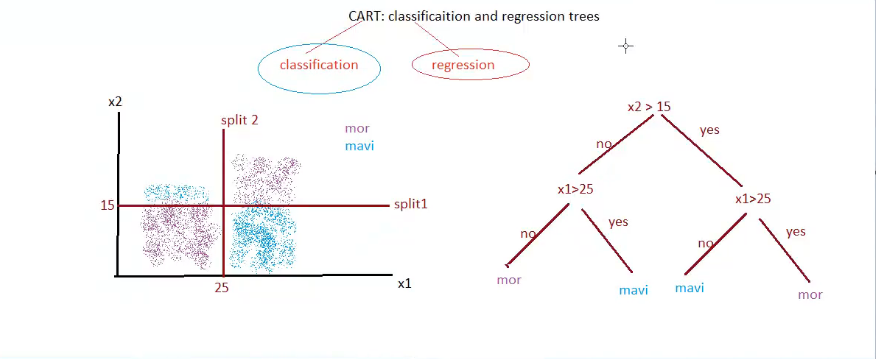 CART: classificaition and regression trees
classification
regression
x2
split 2
mor
mavi
15
split1
25
x1
x2 > 15
no
yes
x1>25
x1>25
no
yes
no
yes
mor
mavi
mavi
mor